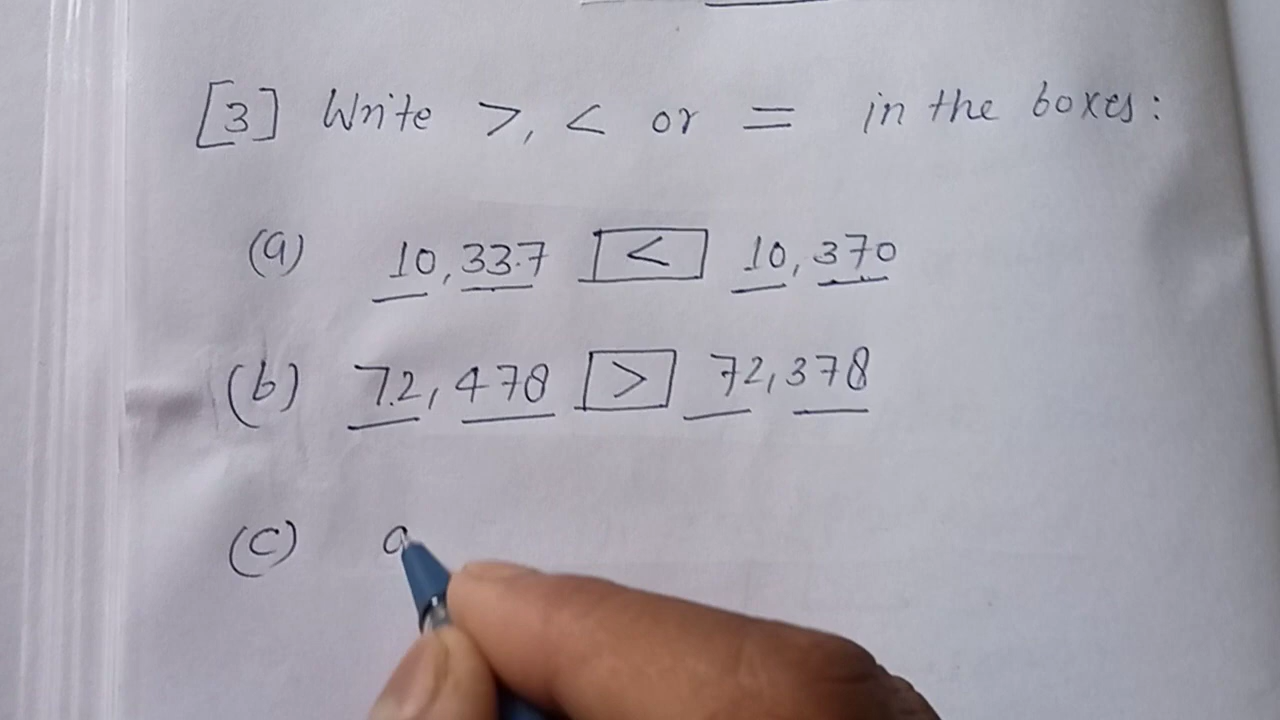 [3] Write >, < or = in the boxes:
(a) 10,337 < 10,370
(b) 72,478 > 72,378
(c)